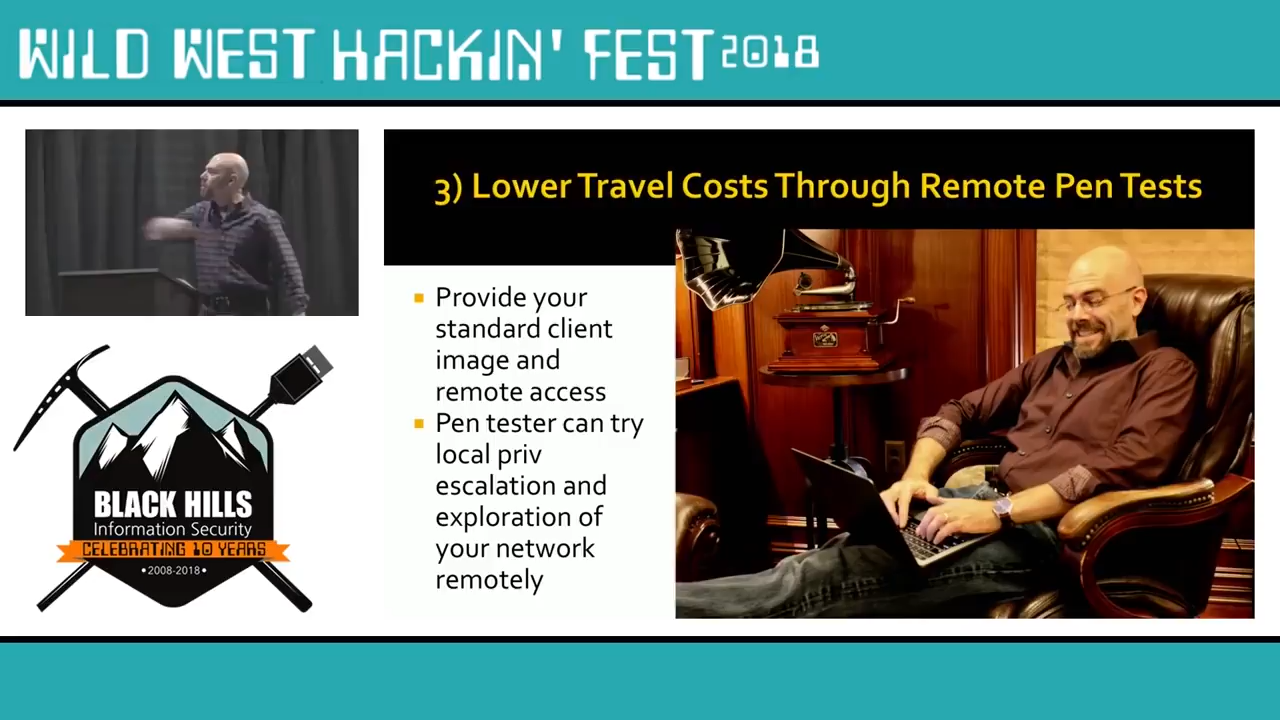 WILD WEST HACKIN' FEST 2018
3) Lower Travel Costs Through Remote Pen Tests
Provide your
standard client
image and
remote access
Pen tester can try
local priv
escalation and
exploration of
your network
remotely
BLACK HILLS
Information Security
CELEBRATING 10 YEARS
•2008-2018•